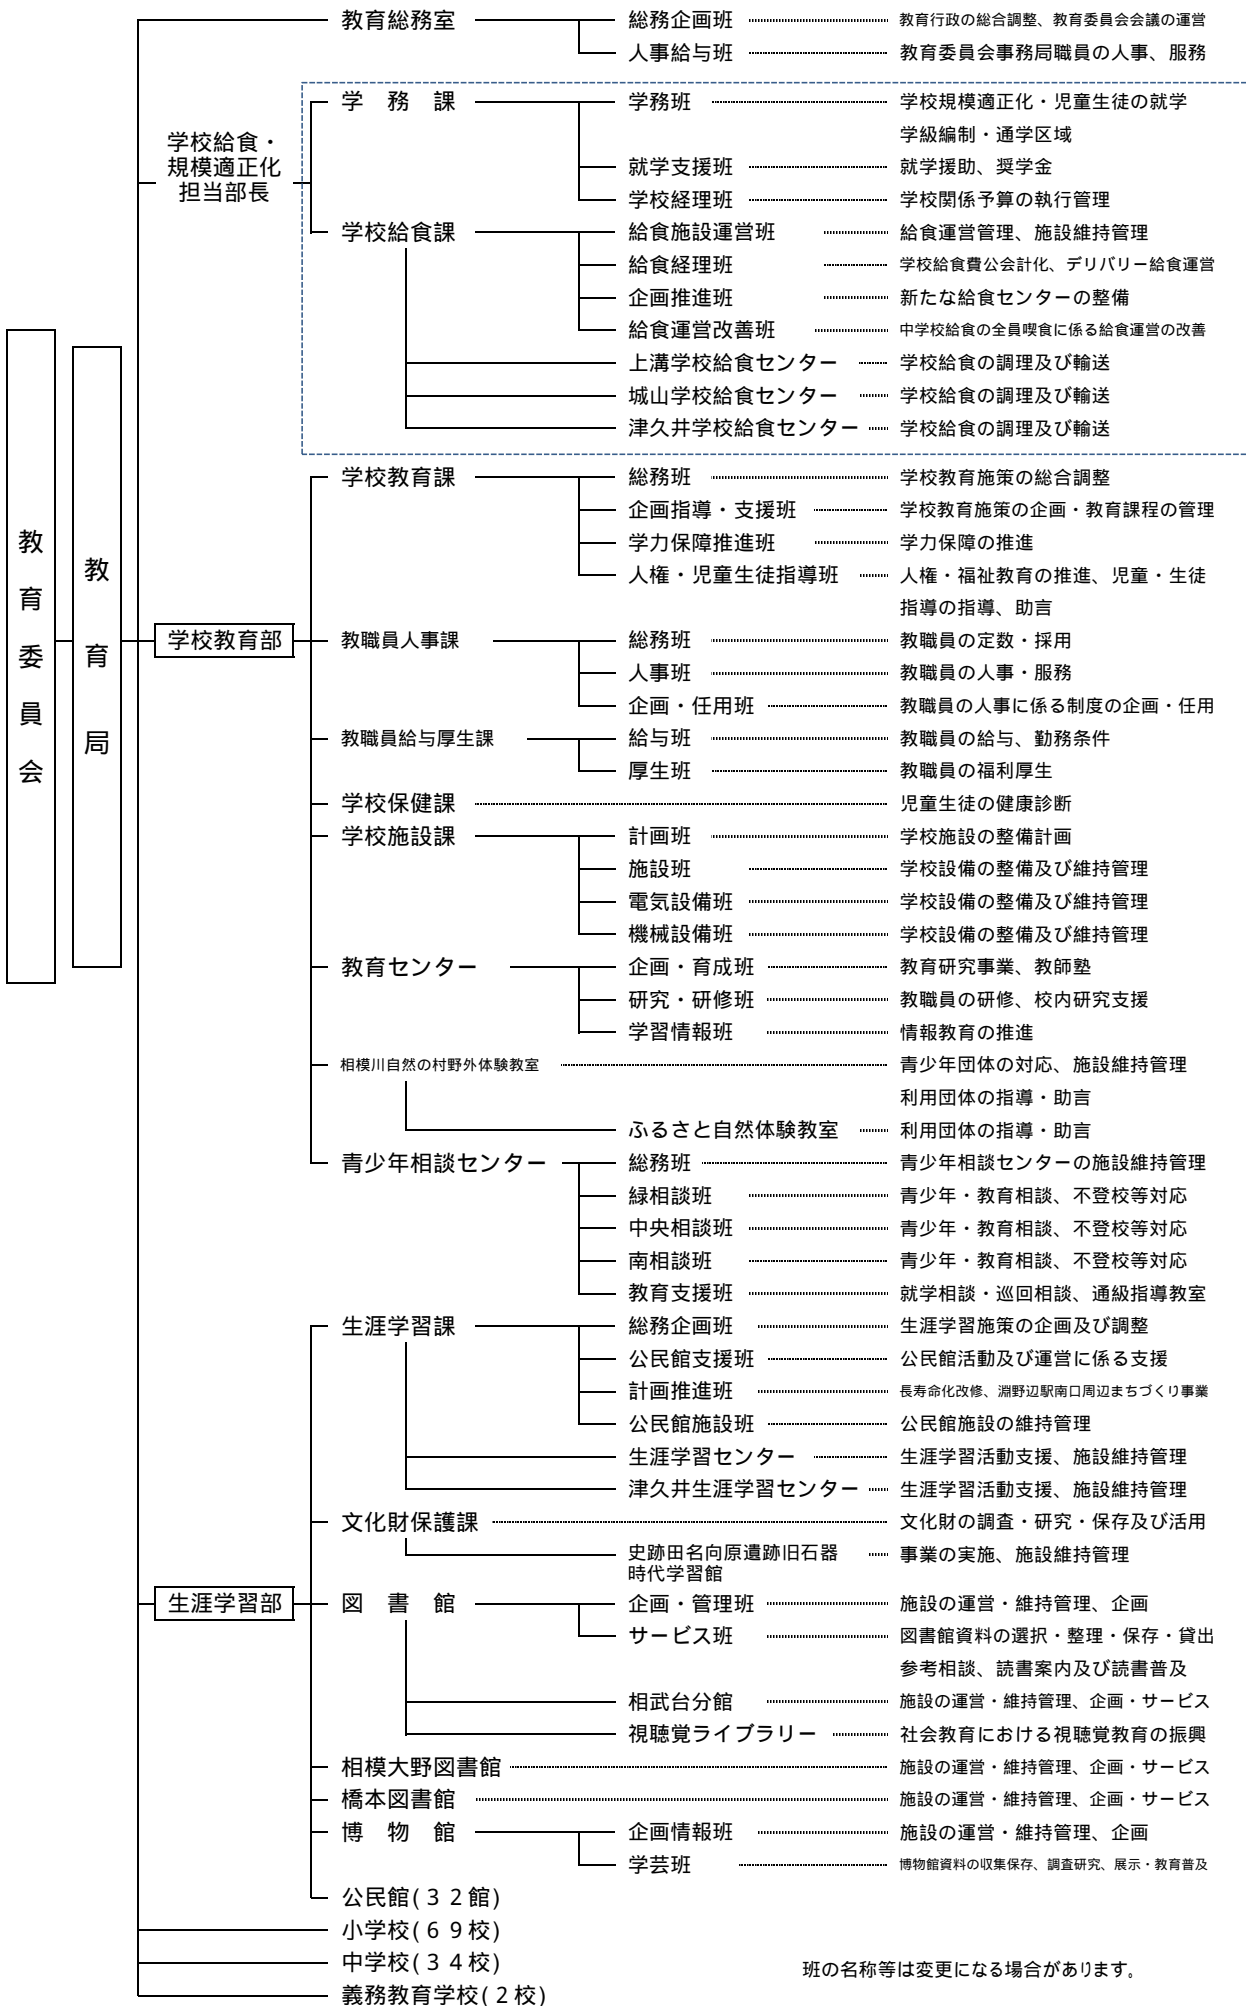 教育委員会
教育局
教育総務室 総務企画班 教育行政の総合調整、教育委員会会議の運営
人事給与班 教育委員会事務局職員の人事、服務
学校給食・
規模適正化
担当部長
学　務　課 学務班 学校規模適正化・児童生徒の就学
学級編制・通学区域
就学支援班 就学援助、奨学金
学校経理班 学校関係予算の執行管理
学校給食課 給食施設運営班 給食運営管理、施設維持管理
給食経理班 学校給食費公会計化、デリバリー給食運営
企画推進班 新たな給食センターの整備
給食運営改善班 中学校給食の全員喫食に係る給食運営の改善
上溝学校給食センター 学校給食の調理及び輸送
城山学校給食センター 学校給食の調理及び輸送
津久井学校給食センター 学校給食の調理及び輸送
学校教育部
学校教育課 総務班 学校教育施策の総合調整
企画指導・支援班 学校教育施策の企画・教育課程の管理
学力保障推進班 学力保障の推進
人権・児童生徒指導班 人権・福祉教育の推進、児童・生徒
指導の指導、助言
教職員人事課 総務班 教職員の定数・採用
人事班 教職員の人事・服務
企画・任用班 教職員の人事に係る制度の企画・任用
教職員給与厚生課 給与班 教職員の給与、勤務条件
厚生班 教職員の福利厚生
学校保健課 児童生徒の健康診断
学校施設課 計画班 学校施設の整備計画
施設班 学校設備の整備及び維持管理
電気設備班 学校設備の整備及び維持管理
機械設備班 学校設備の整備及び維持管理
教育センター 企画・育成班 教育研究事業、教師塾
研究・研修班 教職員の研修、校内研究支援
学習情報班 情報教育の推進
相模川自然の村野外体験教室 青少年団体の対応、施設維持管理
利用団体の指導・助言
ふるさと自然体験教室 利用団体の指導・助言
青少年相談センター 総務班 青少年相談センターの施設維持管理
緑相談班 青少年・教育相談、不登校等対応
中央相談班 青少年・教育相談、不登校等対応
南相談班 青少年・教育相談、不登校等対応
教育支援班 就学相談・巡回相談、通級指導教室
生涯学習部
生涯学習課 総務企画班 生涯学習施策の企画及び調整
公民館支援班 公民館活動及び運営に係る支援
計画推進班 長寿命化改修、淵野辺駅南口周辺まちづくり事業
公民館施設班 公民館施設の維持管理
生涯学習センター 生涯学習活動支援、施設維持管理
津久井生涯学習センター 生涯学習活動支援、施設維持管理
文化財保護課 文化財の調査・研究・保存及び活用
史跡田名向原遺跡旧石器 事業の実施、施設維持管理
時代学習館
図　書　館 企画・管理班 施設の運営・維持管理、企画
サービス班 図書館資料の選択・整理・保存・貸出
参考相談、読書案内及び読書普及
相武台分館 施設の運営・維持管理、企画・サービス
視聴覚ライブラリー 社会教育における視聴覚教育の振興
相模大野図書館 施設の運営・維持管理、企画・サービス
橋本図書館 施設の運営・維持管理、企画・サービス
博　物　館 企画情報班 施設の運営・維持管理、企画
学芸班 博物館資料の収集保存、調査研究、展示・教育普及
公民館(３２館)
小学校(６９校)
中学校(３４校)
義務教育学校(２校)
班の名称等は変更になる場合があります。